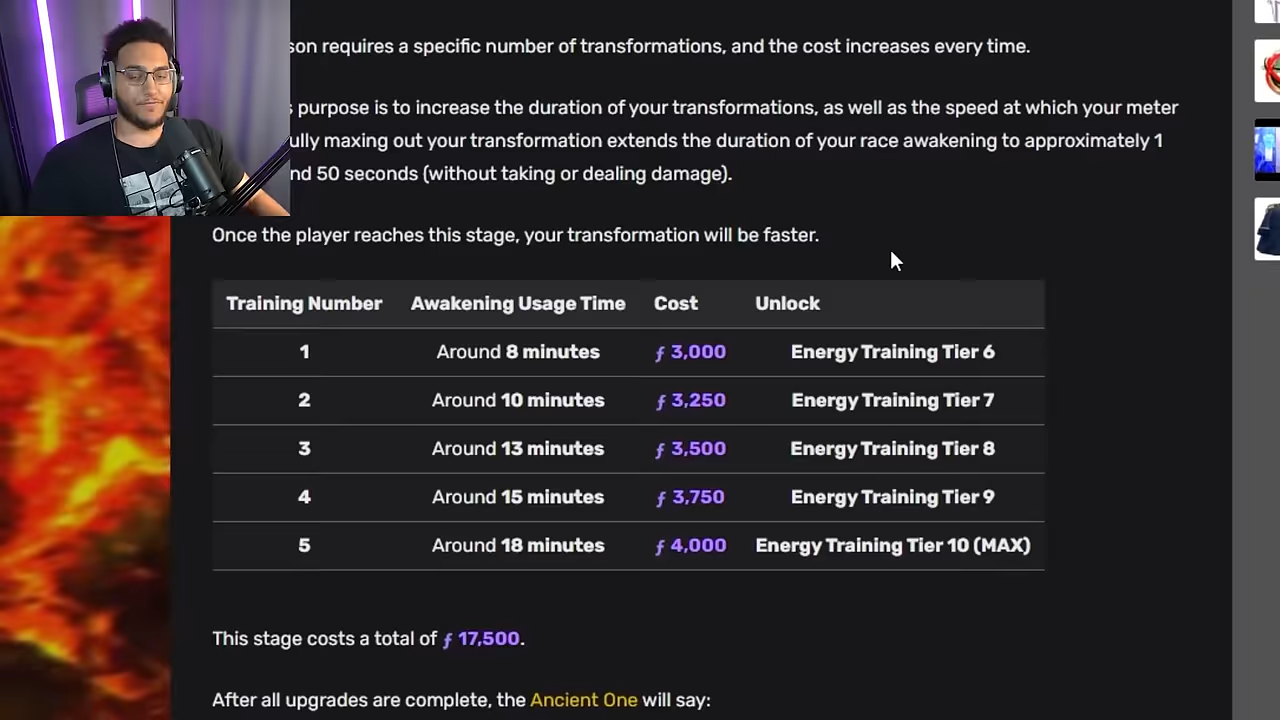 son requires a specific number of transformations, and the cost increases every time.
s purpose is to increase the duration of your transformations, as well as the speed at which your meter
ully maxing out your transformation extends the duration of your race awakening to approximately 1
nd 50 seconds (without taking or dealing damage).
Once the player reaches this stage, your transformation will be faster.
Training Number Awakening Usage Time Cost Unlock
1 Around 8 minutes ƒ 3,000 Energy Training Tier 6
2 Around 10 minutes ƒ 3,250 Energy Training Tier 7
3 Around 13 minutes ƒ 3,500 Energy Training Tier 8
4 Around 15 minutes ƒ 3,750 Energy Training Tier 9
5 Around 18 minutes ƒ 4,000 Energy Training Tier 10 (MAX)
This stage costs a total of ƒ 17,500.
After all upgrades are complete, the Ancient One will say: